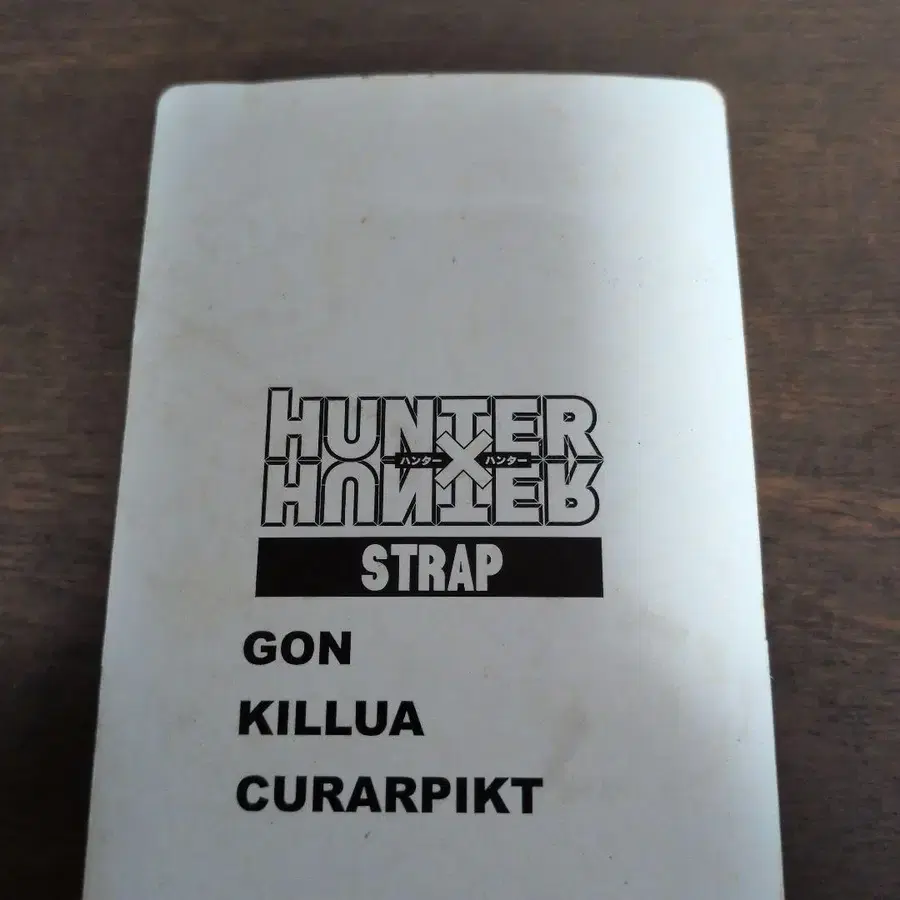 HUNTER
ハンター × ハンター
HUNTER
STRAP
GON
KILLUA
CURARPIKT